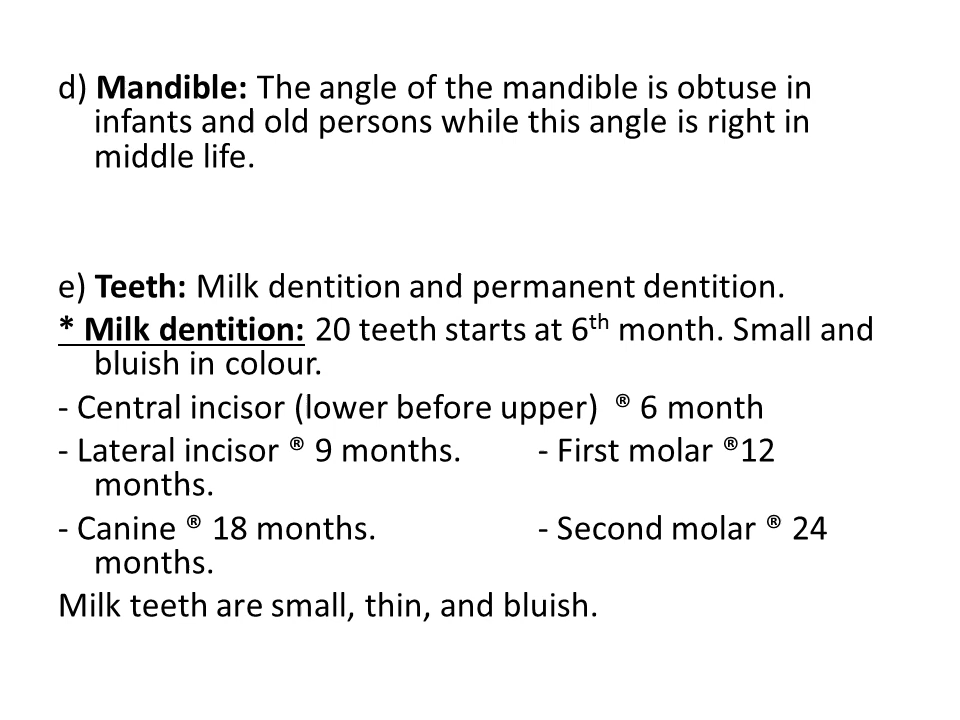 d) Mandible: The angle of the mandible is obtuse in
infants and old persons while this angle is right in
middle life.
e) Teeth: Milk dentition and permanent dentition.
* Milk dentition: 20 teeth starts at 6th month. Small and
bluish in colour.
- Central incisor (lower before upper) ® 6 month
- Lateral incisor ® 9 months. - First molar ®12
months.
- Canine ® 18 months. - Second molar ® 24
months.
Milk teeth are small, thin, and bluish.